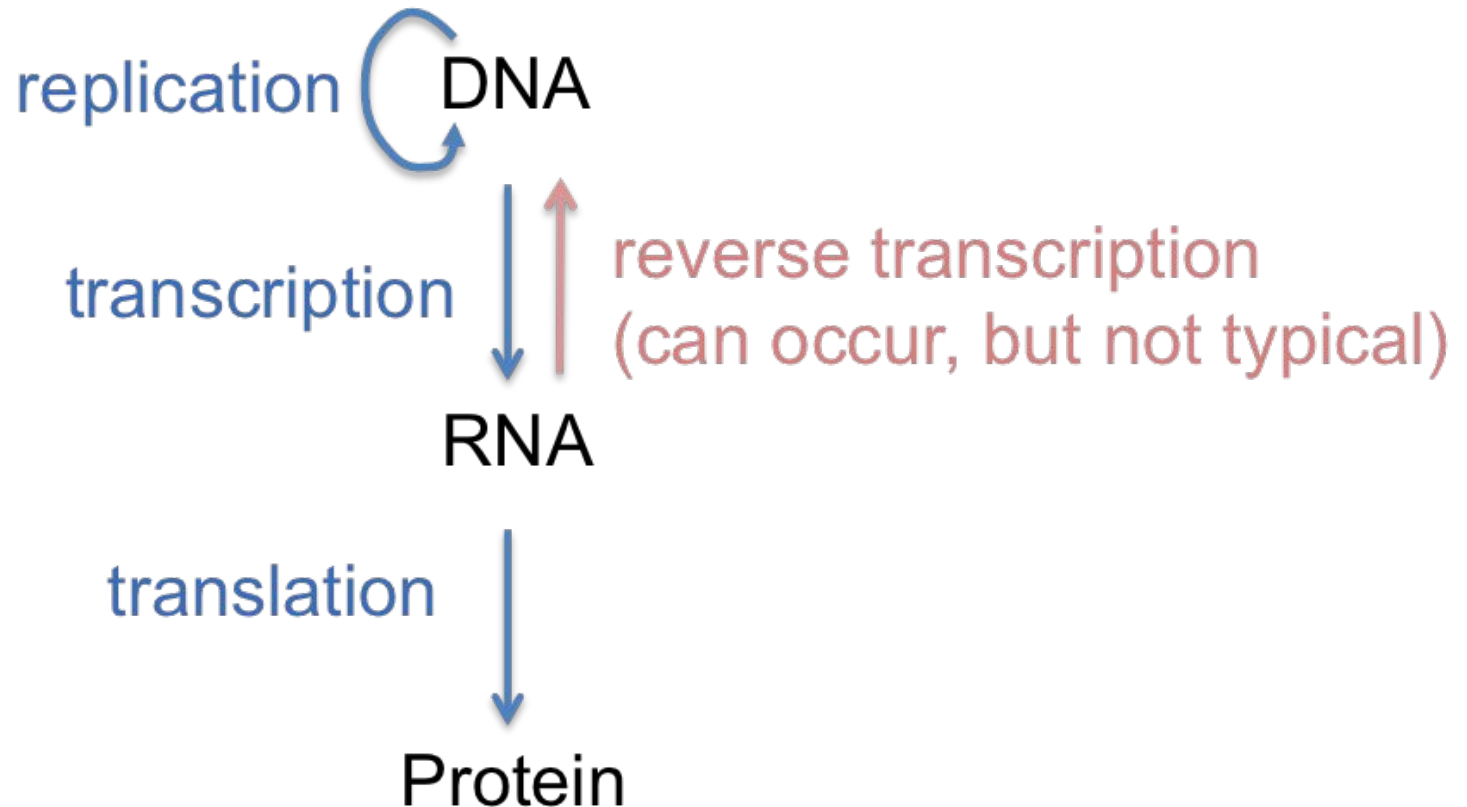 replication
DNA
transcription
reverse transcription
(can occur, but not typical)
RNA
translation
Protein